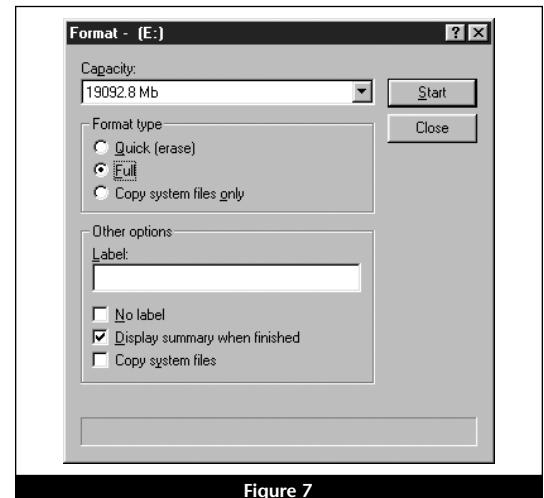 Format - (E:)
Capacity:
19092.8 Mb
Start
Close
Format type
Quick (erase)
Full
Copy system files only
Other options
Label:
No label
Display summary when finished
Copy system files
Figure 7